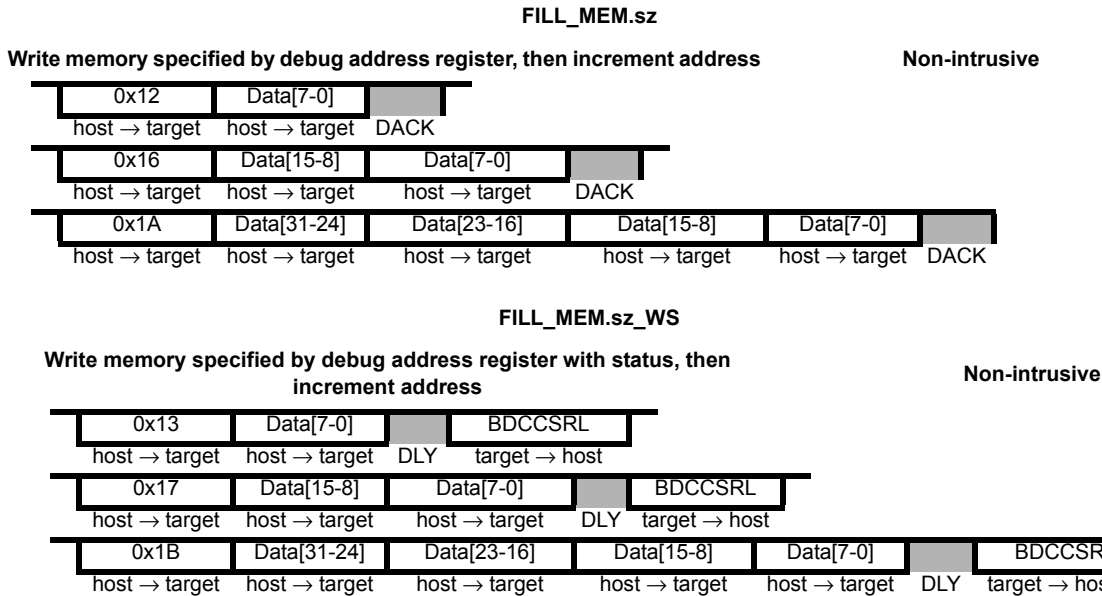 FILL_MEM.sz
Write memory specified by debug address register, then increment address Non-intrusive
0x12 Data[7-0]
host → target host → target DACK
0x16 Data[15-8] Data[7-0]
host → target host → target host → target DACK
0x1A Data[31-24] Data[23-16] Data[15-8] Data[7-0]
host → target host → target host → target host → target host → target DACK
FILL_MEM.sz_WS
Write memory specified by debug address register with status, then
increment address
Non-intrusive
0x13 Data[7-0] BDCCSRL
host → target host → target DLY target → host
0x17 Data[15-8] Data[7-0] BDCCSRL
host → target host → target host → target DLY target → host
0x1B Data[31-24] Data[23-16] Data[15-8] Data[7-0] BDCCSR
host → target host → target host → target host → target host → target DLY target → hos